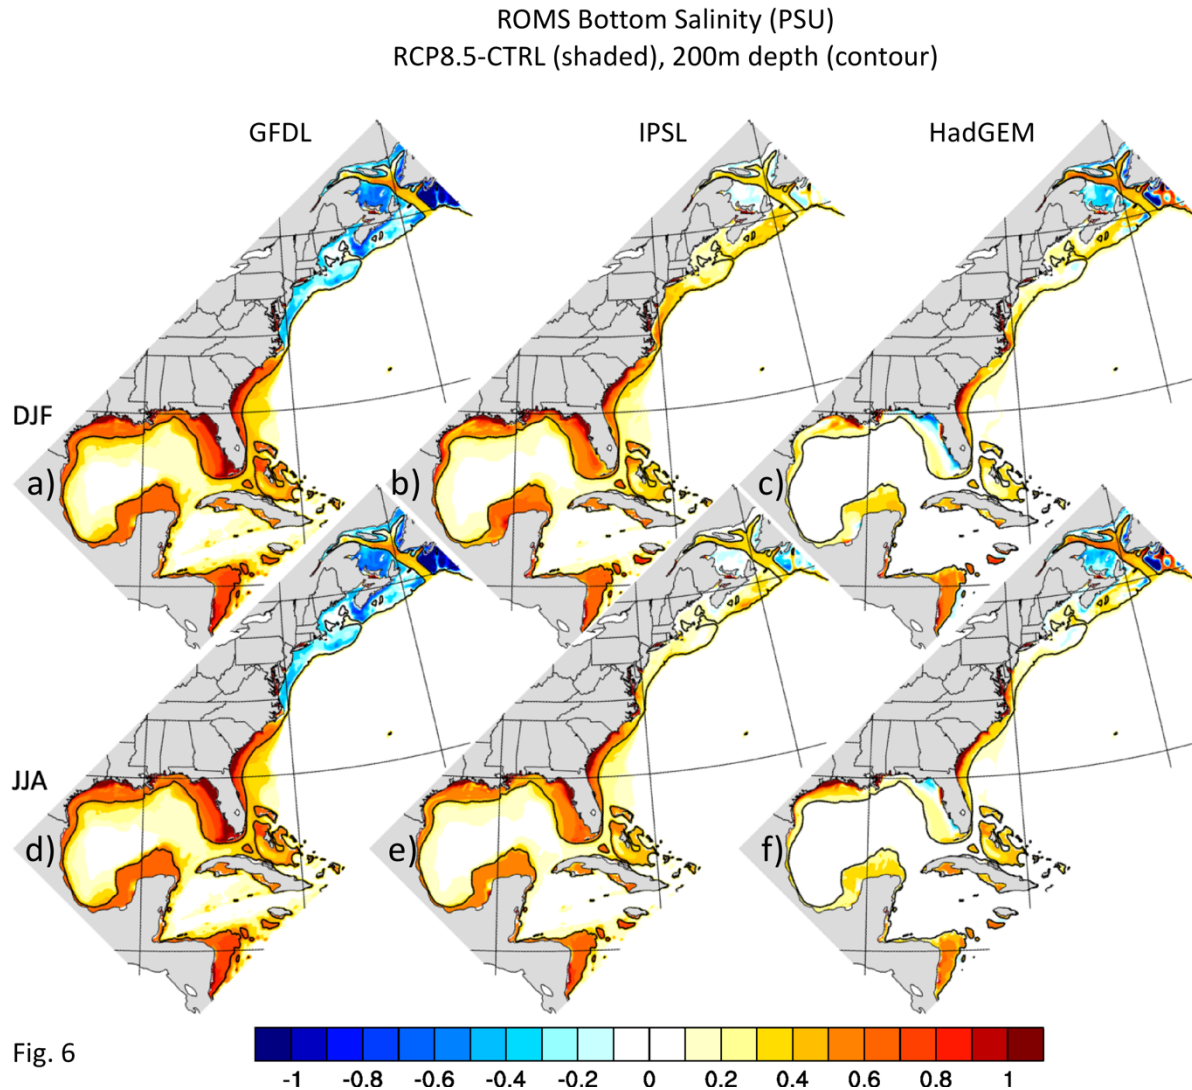 ROMS Bottom Salinity (PSU)
RCP8.5-CTRL (shaded), 200m depth (contour)
GFDL IPSL HadGEM
DJF
a) b) c)
JJA
d) e) f)
Fig. 6
-1 -0.8 -0.6 -0.4 -0.2 0 0.2 0.4 0.6 0.8 1